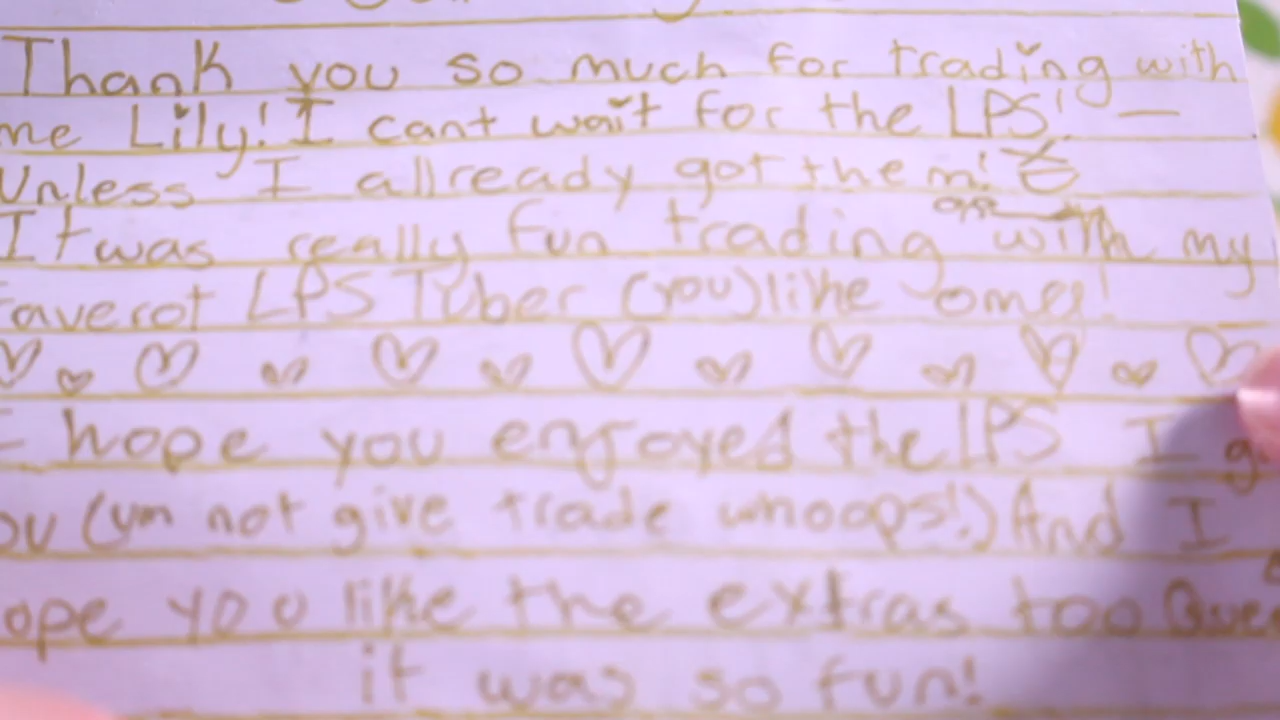 Thank you so much for trading with
me Lily! I cant wait for the LPS! —
Unless I allready got them!
It was really fun trading with my
faverot LPS Tuber (you) like omg!
I hope you enjoyed the LPS I g
ou (um not give trade whoops!) And I
ope you like the extras too Over
it was so fun!